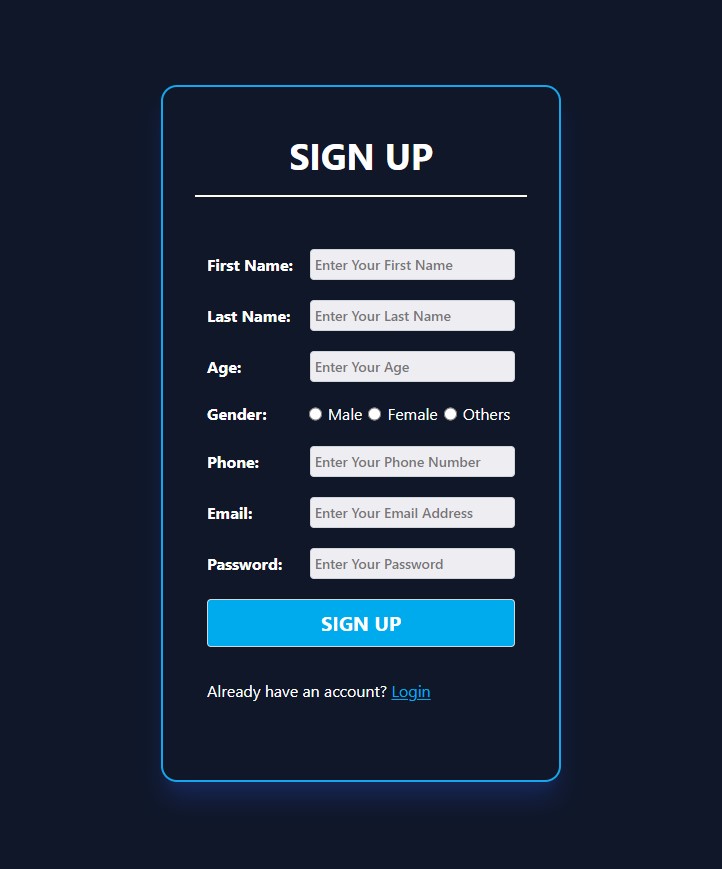 SIGN UP
First Name: Enter Your First Name
Last Name: Enter Your Last Name
Age: Enter Your Age
Gender: Male Female Others
Phone: Enter Your Phone Number
Email: Enter Your Email Address
Password: Enter Your Password
SIGN UP
Already have an account? Login